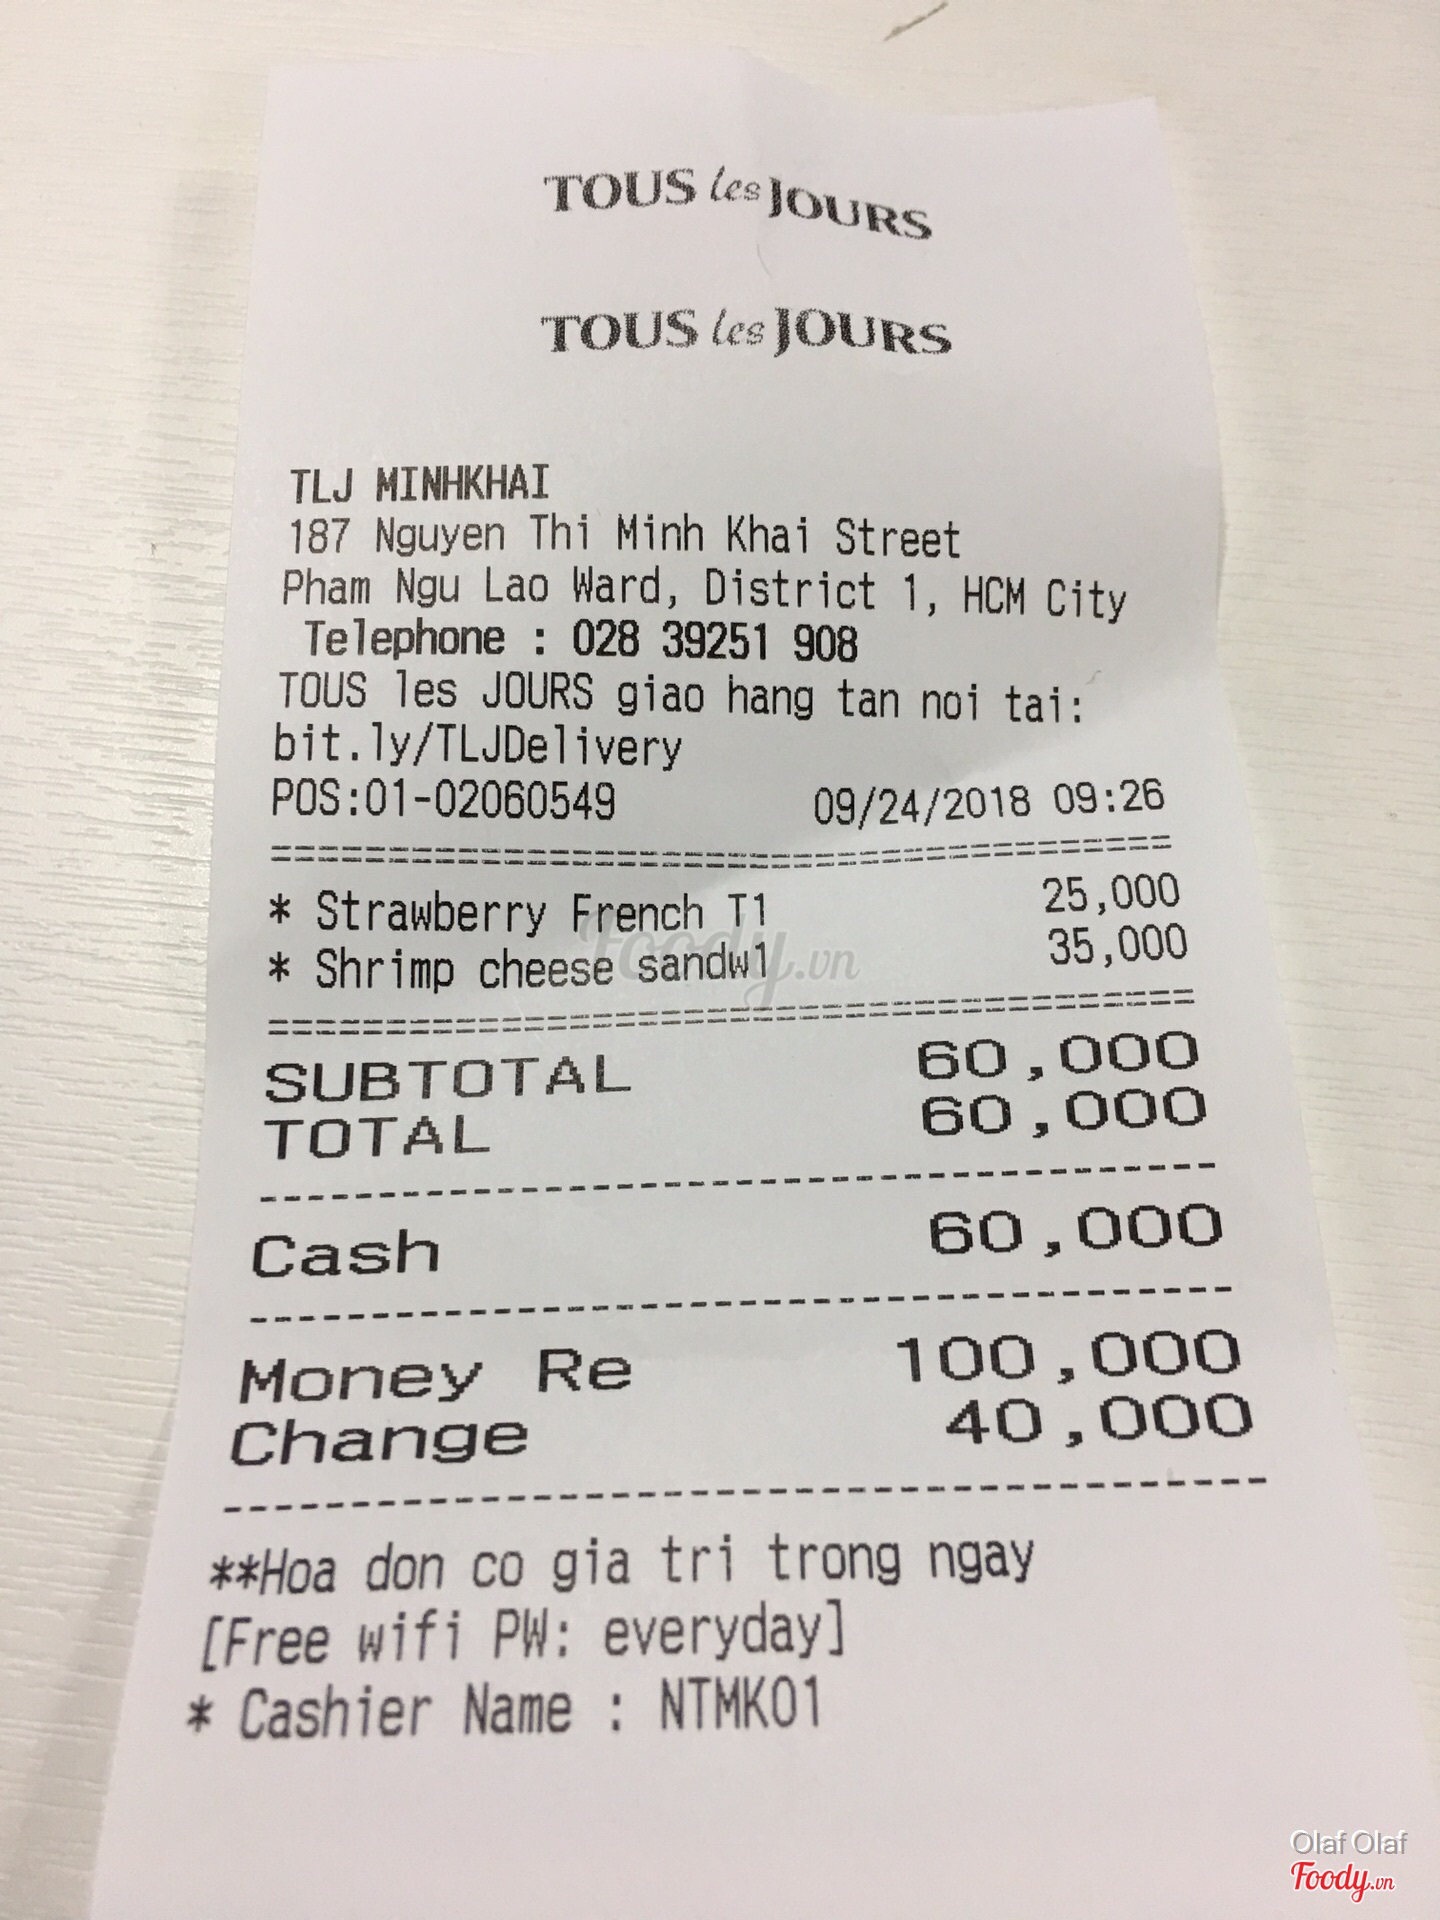 TOUS les JOURS
TOUS les JOURS
TLJ MINHKHAI
187 Nguyen Thi Minh Khai Street
Pham Ngu Lao Ward, District 1, HCM City
Telephone : 028 39251 908
TOUS les JOURS giao hang tan noi tai:
bit.ly/TLJDelivery
POS:01-02060549 09/24/2018 09:26
* Strawberry French T1 25,000
* Shrimp cheese sandw1 35,000
Foody.vn
SUBTOTAL 60,000
TOTAL 60,000
Cash 60,000
Money Re 100,000
Change 40,000
**Hoa don co gia tri trong ngay
[Free wifi PW: everyday]
* Cashier Name : NTMK01
Olaf Olaf
Foody.vn